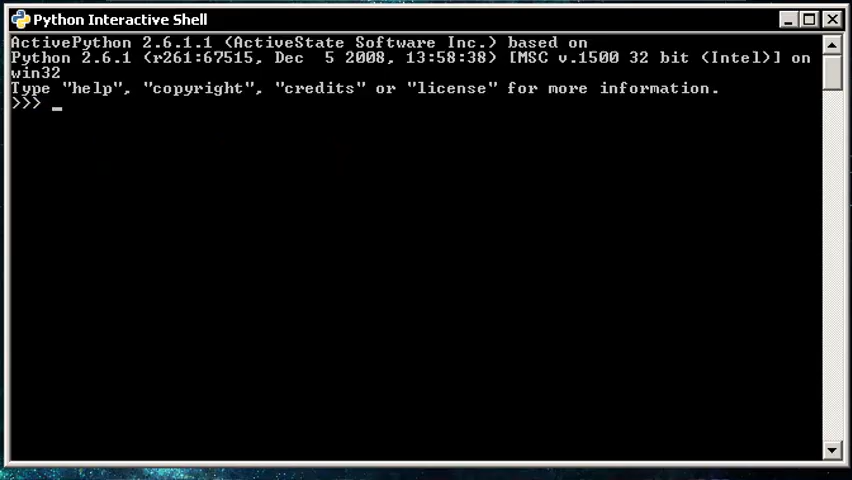 Python Interactive Shell
ActivePython 2.6.1.1 (ActiveState Software Inc.) based on
Python 2.6.1 (r261:67515, Dec  5 2008, 13:58:38) [MSC v.1500 32 bit (Intel)] on
win32
Type "help", "copyright", "credits" or "license" for more information.
>>> _